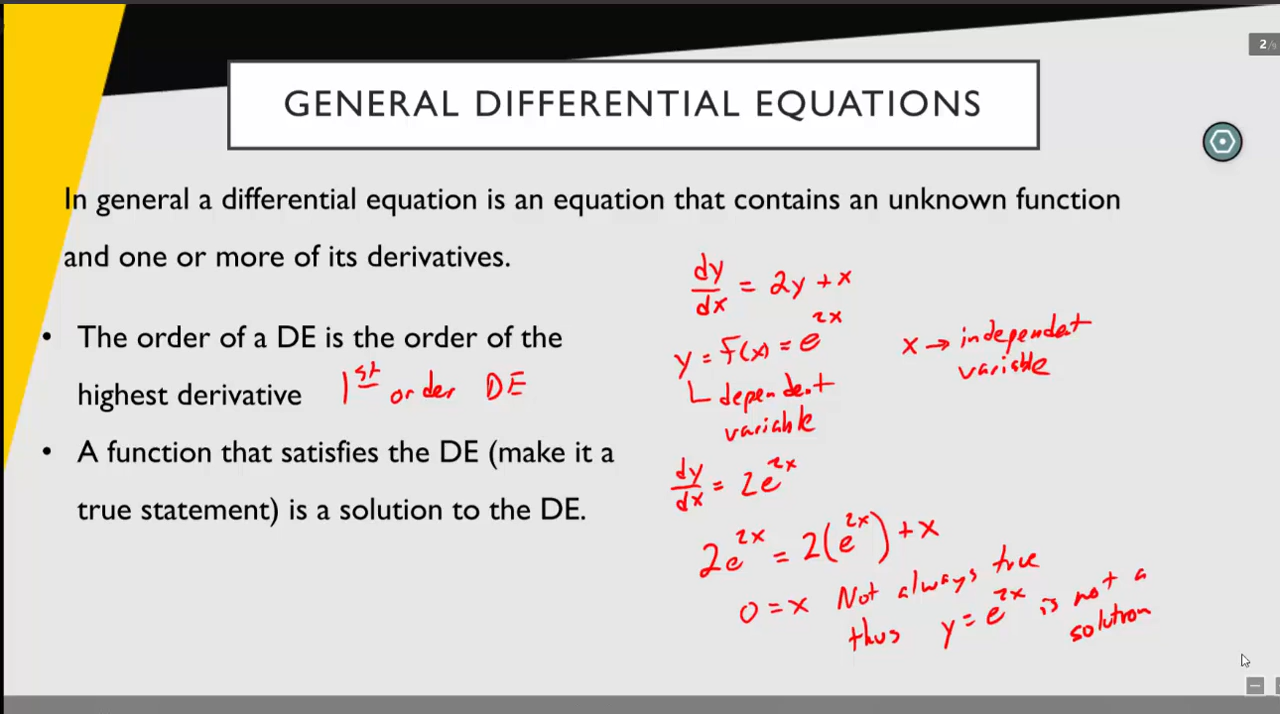 2/9
GENERAL DIFFERENTIAL EQUATIONS
In general a differential equation is an equation that contains an unknown function
and one or more of its derivatives.
dy/dx = 2y + x
• The order of a DE is the order of the
highest derivative 1st order DE
y = f(x) = e^2x
x → independent
variable
dependent
variable
• A function that satisfies the DE (make it a
true statement) is a solution to the DE.
dy/dx = 2e^2x
2e^2x = 2(e^2x) + x
0 = x Not always true
thus y = e^2x is not a
solution